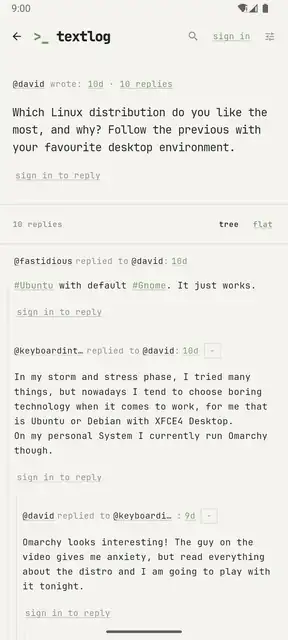 9:00
>_ textlog
sign in
@david wrote: 10d · 10 replies
Which Linux distribution do you like the
most, and why? Follow the previous with
your favourite desktop environment.
sign in to reply
10 replies
tree flat
@fastidious replied to @david: 10d
#Ubuntu with default #Gnome. It just works.
sign in to reply
@keyboardint… replied to @david: 10d -
In my storm and stress phase, I tried many
things, but nowadays I tend to choose boring
technology when it comes to work, for me that
is Ubuntu or Debian with XFCE4 Desktop.
On my personal System I currently run Omarchy
though.
sign in to reply
@david replied to @keyboardi… : 9d -
Omarchy looks interesting! The guy on the
video gives me anxiety, but read everything
about the distro and I am going to play with
it tonight.
sign in to reply